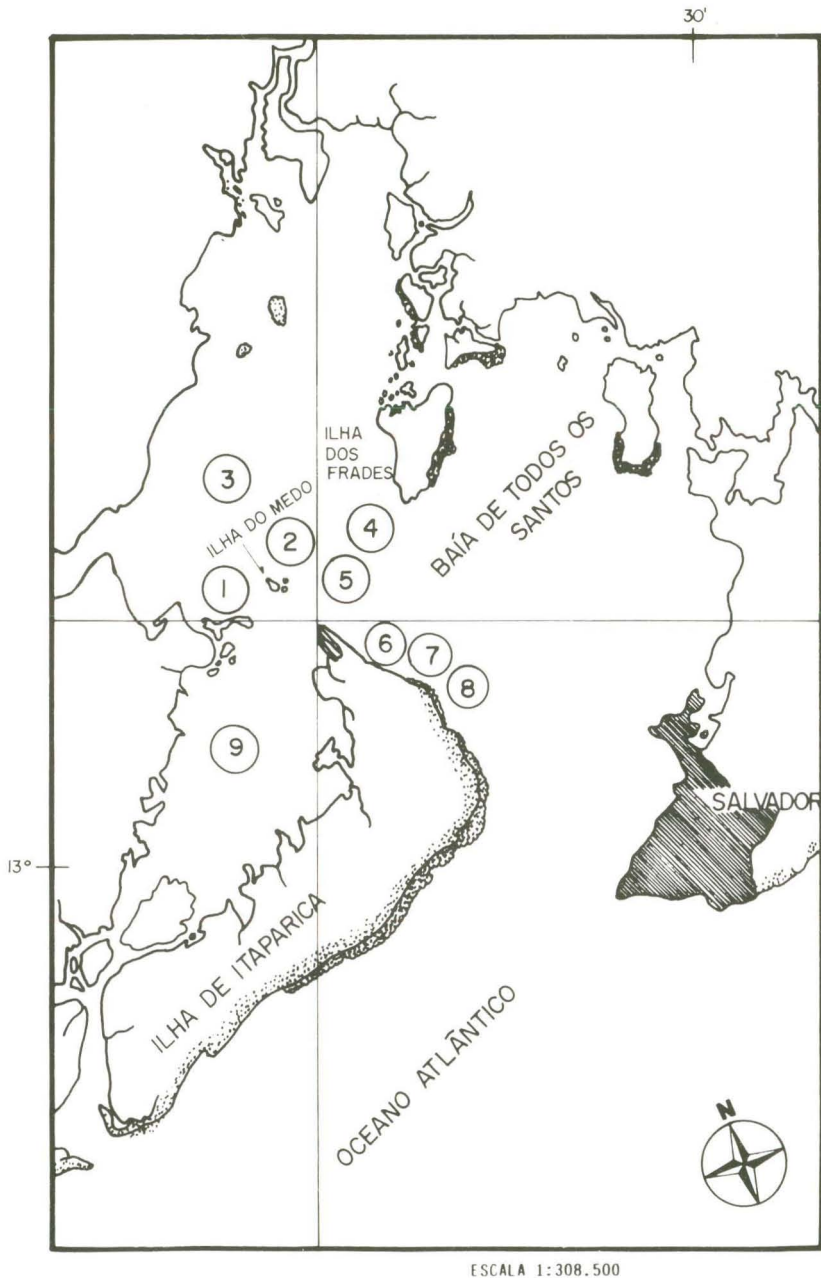 30'
ILHA
DOS
FRADES
BAÍA DE TODOS OS
SANTOS
3
ILHA DO MEDO
2
4
1
5
6
7
8
9
SALVADOR
13°
ILHA DE ITAPARICA
OCEANO ATLÂNTICO
N
ESCALA 1:308.500